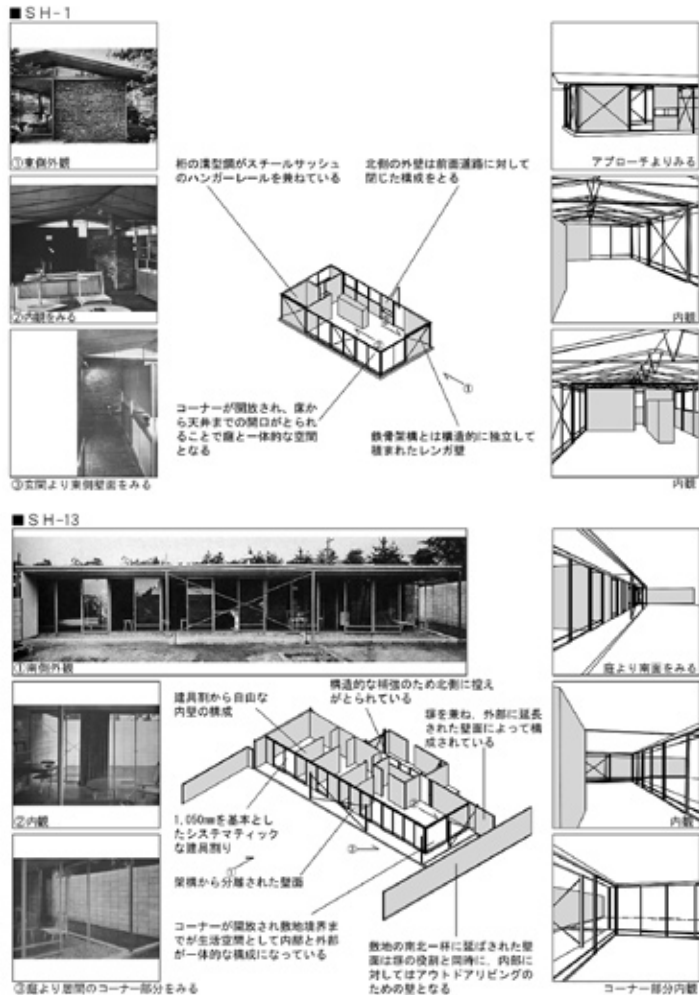 ■SH-1
①東側外観
桁の溝型鋼がスチールサッシュ
のハンガーレールを兼ねている
北側の外壁は前面道路に対して
閉じた構成をとる
アプローチよりみる
②内観をみる
内観
①
コーナーが開放され、床か
ら天井までの開口がとられ
ることで庭と一体的な空間
となる
鉄骨架構とは構造的に独立して
積まれたレンガ壁
③玄関より東側壁面をみる
内観
■SH-13
①南側外観
庭より南面をみる
建具割から自由な
内壁の構成
構造的な補強のため北側に控え
がとられている
塀を兼ね、外部に延長
された壁面によって構
成されている
②内観
内観
1,050㎜を基本とし
たシステマティック
な建具割り
①
②
架構から分離された壁面
コーナーが開放され敷地境界ま
でが生活空間として内部と外部
が一体的な構成になっている
敷地の南北一杯に延ばされた壁
面は塀の役割と同時に、内部に
対してはアウトドアリビングの
ための壁となる
③庭より居間のコーナー部分をみる
コーナー部分内観